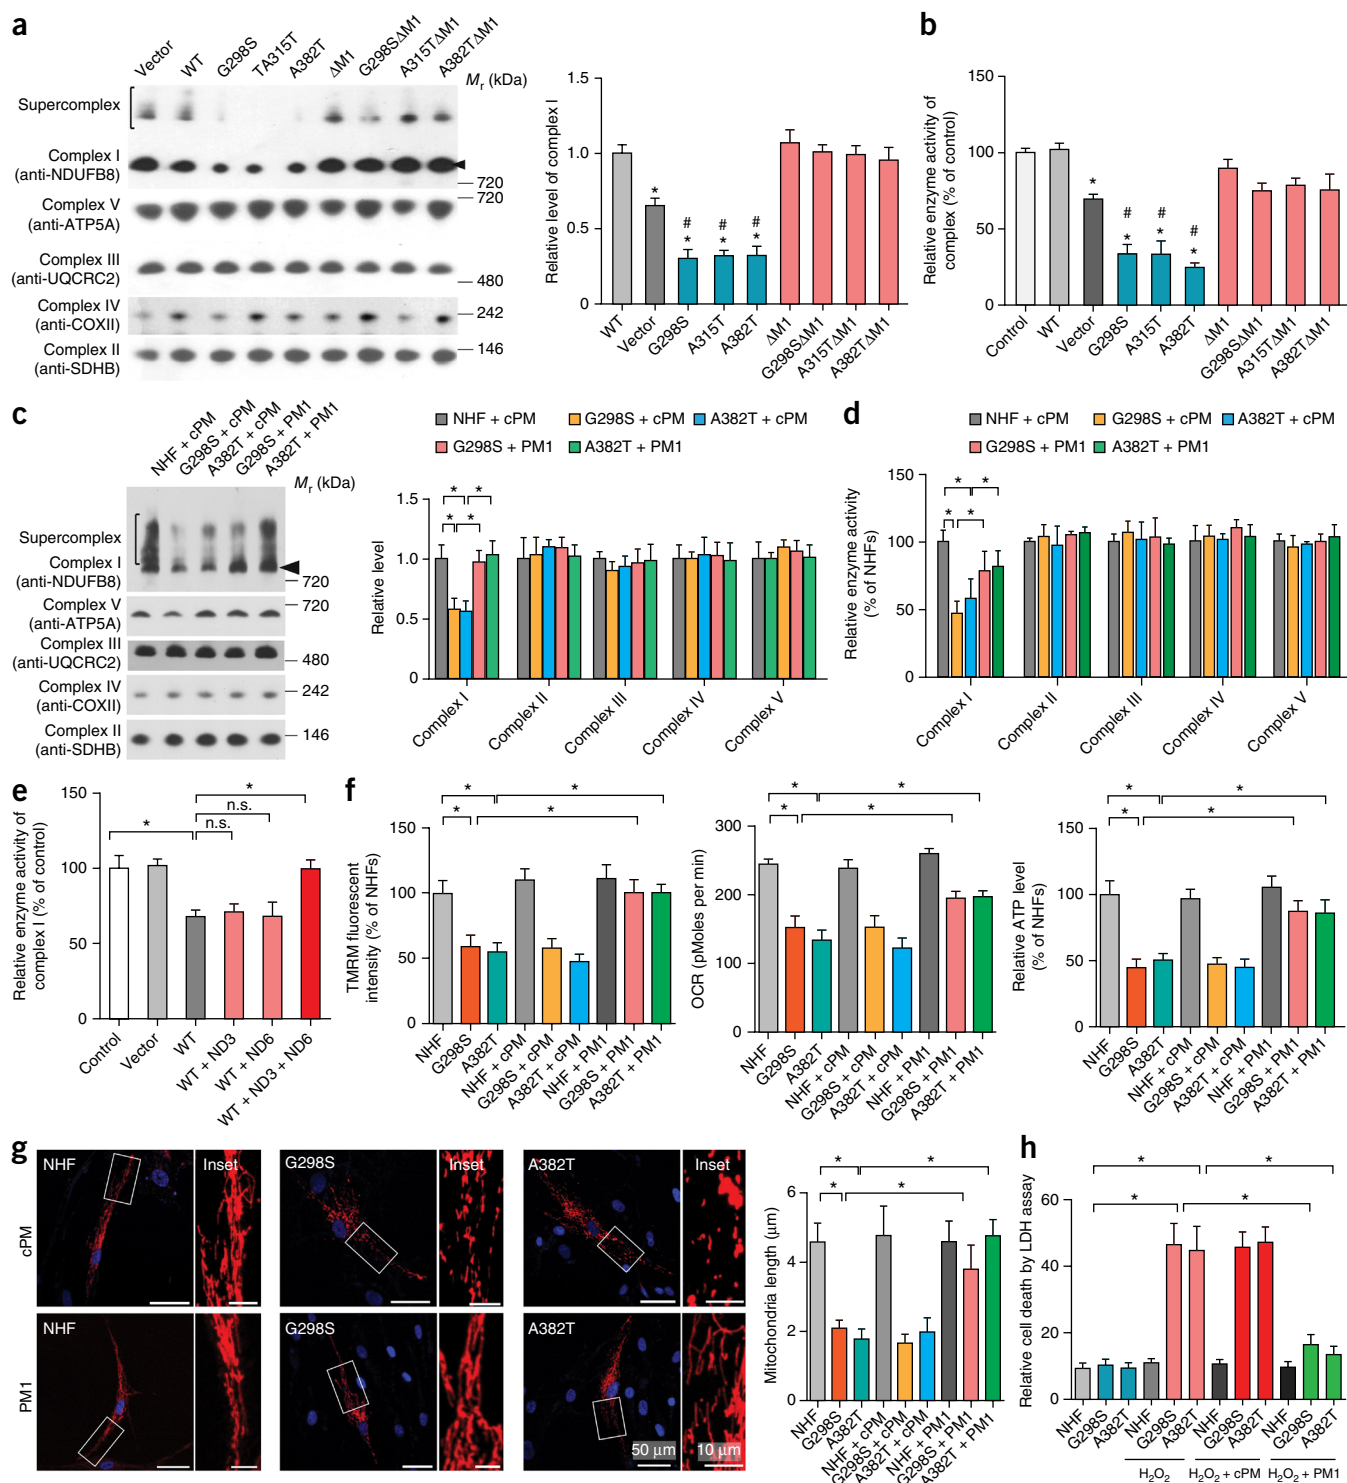 a
Vector
WT
G298S
TA315T
A382T
ΔM1
G298SΔM1
A315TΔM1
A382TΔM1
Mr (kDa)
Supercomplex
Complex I
(anti-NDUFB8)
720
Complex V
(anti-ATP5A)
720
Complex III
(anti-UQCRC2)
480
Complex IV
(anti-COXII)
242
Complex II
(anti-SDHB)
146
Relative level of complex I
1.5
1.0
0.5
0
*
# *
# *
# *
WT
Vector
G298S
A315T
A382T
ΔM1
G298SΔM1
A315TΔM1
A382TΔM1
b
Relative enzyme activity of
complex (% of control)
150
100
50
0
*
# *
# *
# *
Control
WT
Vector
G298S
A315T
A382T
ΔM1
G298SΔM1
A315TΔM1
A382TΔM1
c
NHF + cPM
G298S + cPM
A382T + cPM
G298S + PM1
A382T + PM1
Mr (kDa)
Supercomplex
Complex I
(anti-NDUFB8)
720
Complex V
(anti-ATP5A)
720
Complex III
(anti-UQCRC2)
480
Complex IV
(anti-COXII)
242
Complex II
(anti-SDHB)
146
NHF + cPM
G298S + cPM
A382T + cPM
G298S + PM1
A382T + PM1
Relative level
1.5
1.0
0.5
0
* *
* *
Complex I
Complex II
Complex III
Complex IV
Complex V
d
NHF + cPM
G298S + cPM
A382T + cPM
G298S + PM1
A382T + PM1
Relative enzyme activity
(% of NHFs)
150
100
50
0
* *
* *
Complex I
Complex II
Complex III
Complex IV
Complex V
e
Relative enzyme activity of
complex I (% of control)
150
100
50
0
*
n.s.
* n.s.
Control
Vector
WT
WT + ND3
WT + ND6
WT + ND3 + ND6
f
TMRM fluorescent
intensity (% of NHFs)
150
100
50
0
* *
* *
NHF
G298S
A382T
NHF + cPM
G298S + cPM
A382T + cPM
NHF + PM1
G298S + PM1
A382T + PM1
OCR (pMoles per min)
300
200
100
0
* *
* *
NHF
G298S
A382T
NHF + cPM
G298S + cPM
A382T + cPM
NHF + PM1
G298S + PM1
A382T + PM1
Relative ATP level
(% of NHFs)
150
100
50
0
* *
* *
NHF
G298S
A382T
NHF + cPM
G298S + cPM
A382T + cPM
NHF + PM1
G298S + PM1
A382T + PM1
g
cPM
NHF
Inset
G298S
Inset
A382T
Inset
PM1
NHF
G298S
A382T
50 μm
10 μm
Mitochondria length (μm)
6
4
2
0
* *
* *
NHF
G298S
A382T
NHF + cPM
G298S + cPM
A382T + cPM
NHF + PM1
G298S + PM1
A382T + PM1
h
Relative cell death by LDH assay
60
40
20
0
* *
* *
NHF
G298S
A382T
NHF
G298S
A382T
NHF
G298S
A382T
NHF
G298S
A382T
H2O2
H2O2 + cPM
H2O2 + PM1